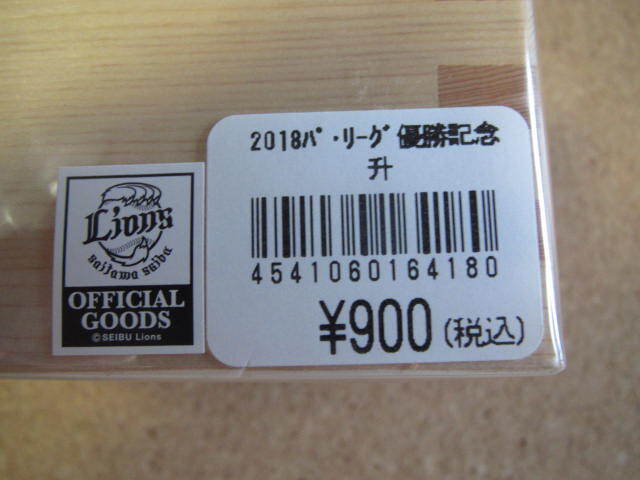 Lions
Saitama Seibu
OFFICIAL
GOODS
©SEIBU Lions
2018ﾊﾟ・ﾘｰｸﾞ優勝記念
升
4541060164180
¥900(税込)